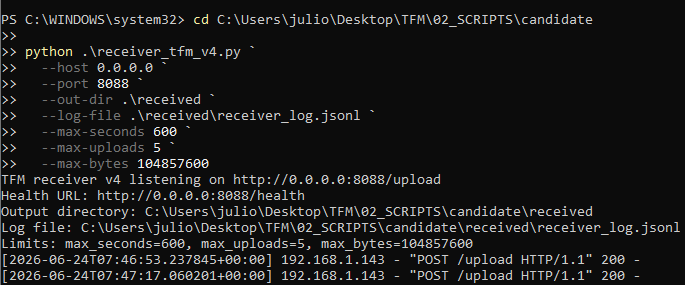 PS C:\WINDOWS\system32> cd C:\Users\julio\Desktop\TFM\02_SCRIPTS\candidate
>>
>> python .\receiver_tfm_v4.py `
>>   --host 0.0.0.0 `
>>   --port 8088 `
>>   --out-dir .\received `
>>   --log-file .\received\receiver_log.jsonl `
>>   --max-seconds 600 `
>>   --max-uploads 5 `
>>   --max-bytes 104857600
TFM receiver v4 listening on http://0.0.0.0:8088/upload
Health URL: http://0.0.0.0:8088/health
Output directory: C:\Users\julio\Desktop\TFM\02_SCRIPTS\candidate\received
Log file: C:\Users\julio\Desktop\TFM\02_SCRIPTS\candidate\received\receiver_log.jsonl
Limits: max_seconds=600, max_uploads=5, max_bytes=104857600
[2026-06-24T07:46:53.237845+00:00] 192.168.1.143 - "POST /upload HTTP/1.1" 200 -
[2026-06-24T07:47:17.060201+00:00] 192.168.1.143 - "POST /upload HTTP/1.1" 200 -